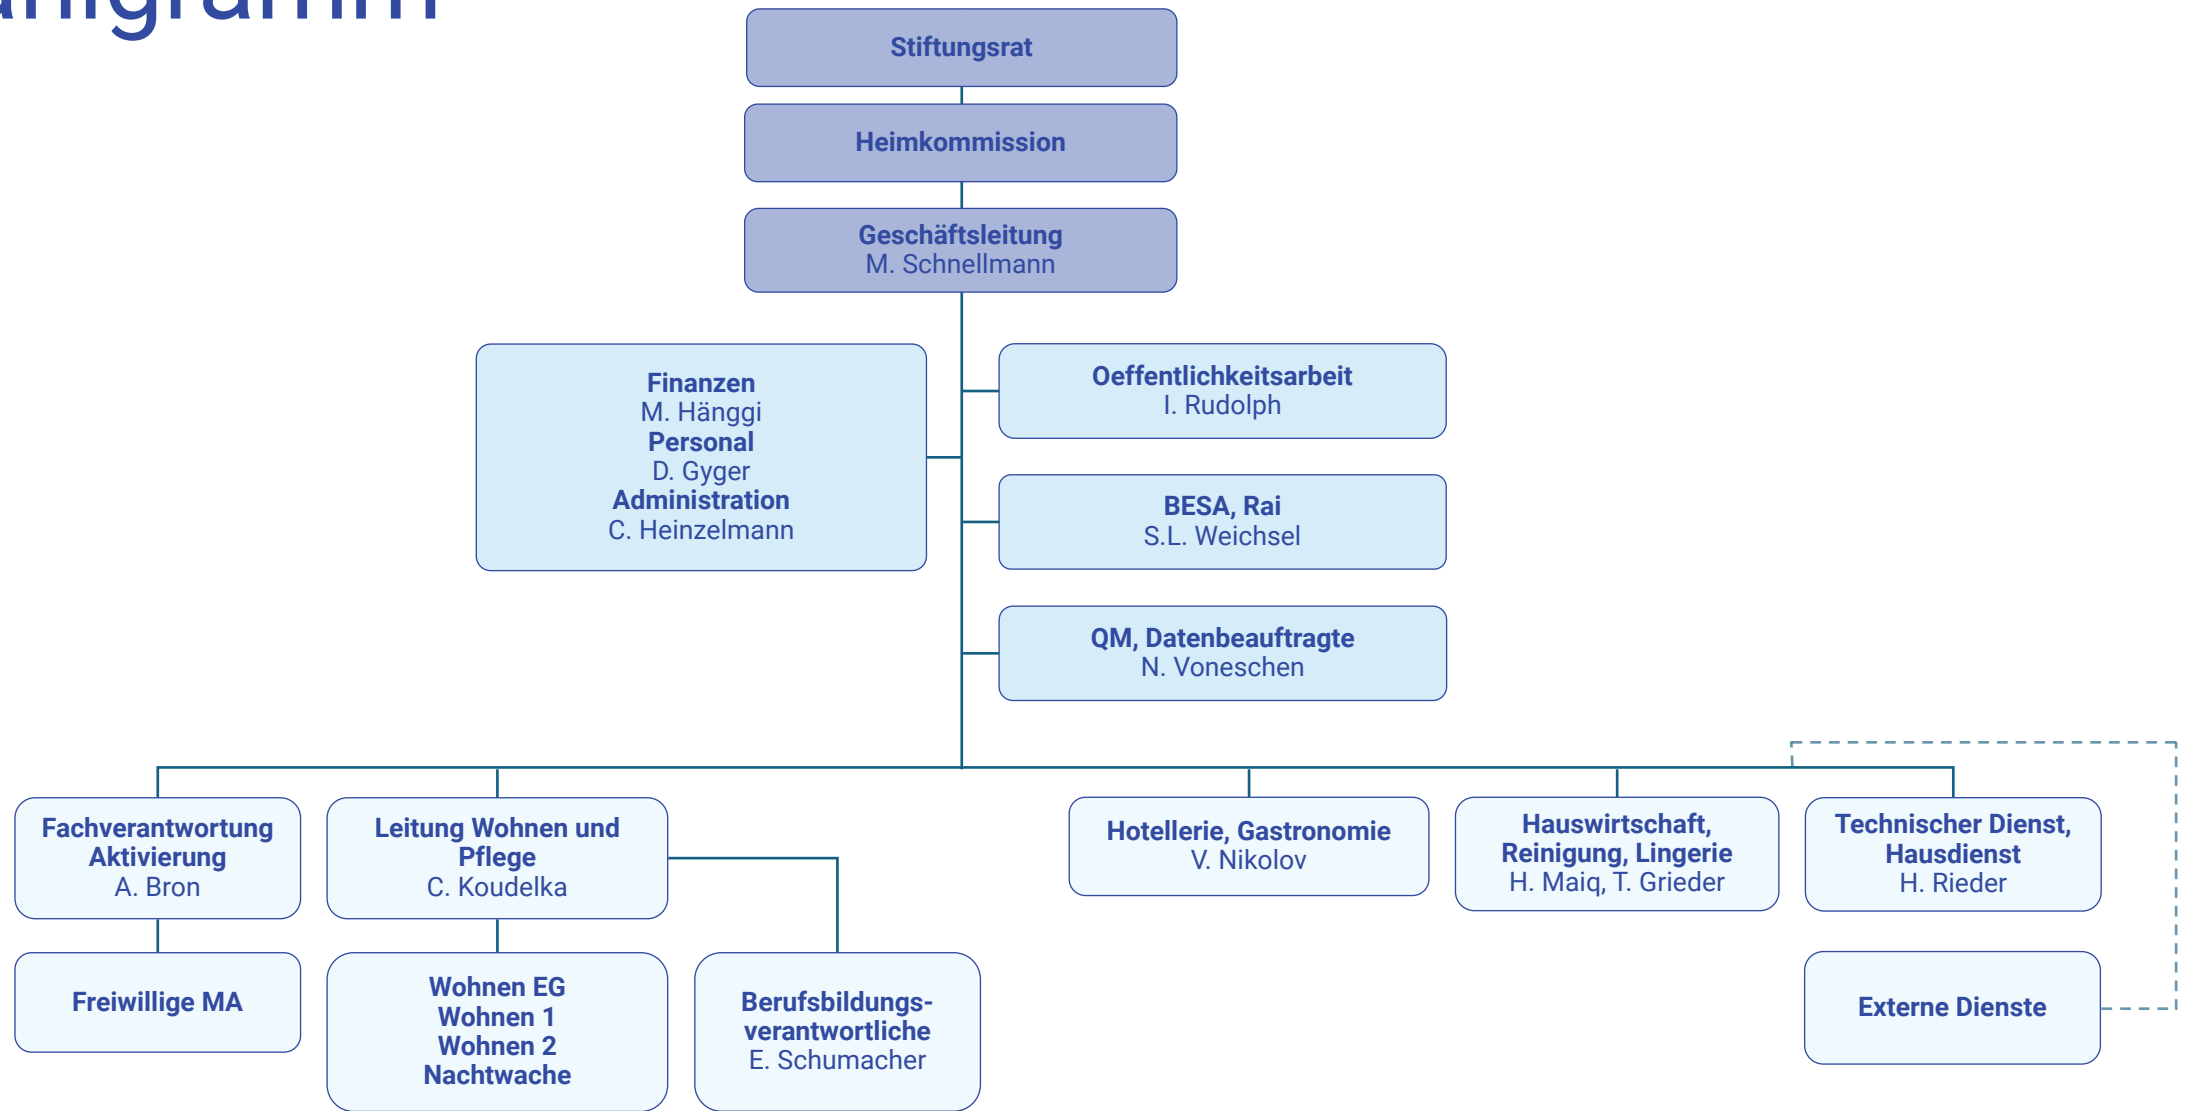 Stiftungsrat
Heimkommission
Geschäftsleitung
M. Schnellmann
Finanzen
M. Hänggi
Personal
D. Gyger
Administration
C. Heinzelmann
Oeffentlichkeitsarbeit
I. Rudolph
BESA, Rai
S.L. Weichsel
QM, Datenbeauftragte
N. Voneschen
Fachverantwortung
Aktivierung
A. Bron
Leitung Wohnen und
Pflege
C. Koudelka
Hotellerie, Gastronomie
V. Nikolov
Hauswirtschaft,
Reinigung, Lingerie
H. Maiq, T. Grieder
Technischer Dienst,
Hausdienst
H. Rieder
Freiwillige MA
Wohnen EG
Wohnen 1
Wohnen 2
Nachtwache
Berufsbildungs-
verantwortliche
E. Schumacher
Externe Dienste